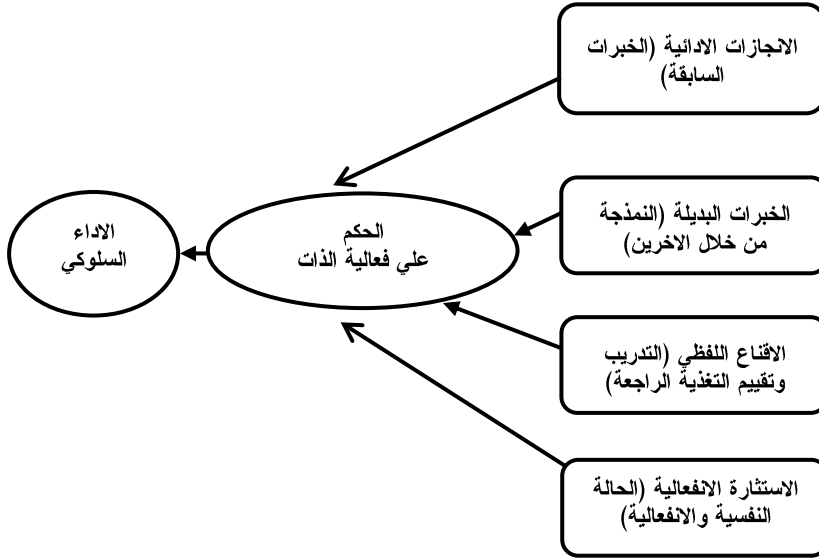 الانجازات الادائية (الخبرات
السابقة)
الخبرات البديلة (النمذجة
من خلال الاخرين)
الحكم
علي فعالية الذات
الاداء
السلوكي
الاقناع اللفظي (التدريب
وتقييم التغذية الراجعة)
الاستثارة الانفعالية (الحالة
النفسية والانفعالية)